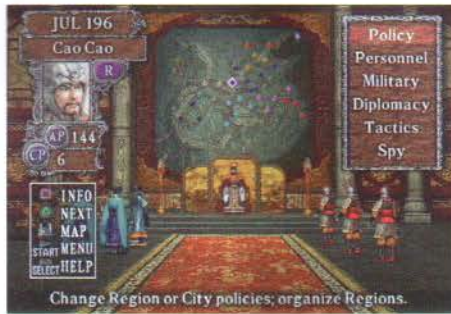 JUL 196
Cao Cao
R
AP 144
CP 6
INFO
NEXT
MAP
START MENU
SELECT HELP
Policy
Personnel
Military
Diplomacy
Tactics
Spy
Change Region or City policies; organize Regions.